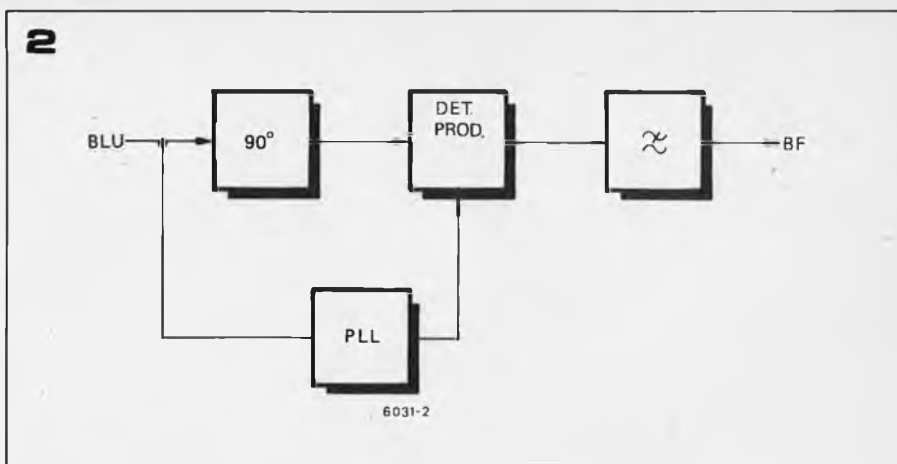 2
BLU
90°
DET.
PROD.
BF
PLL
6031-2